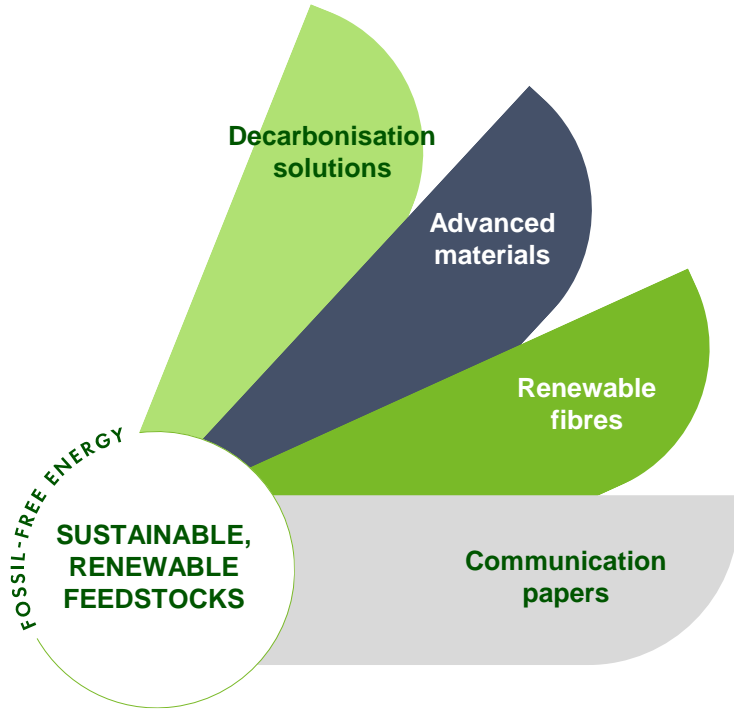 Decarbonisation
solutions
Advanced
materials
Renewable
fibres
FOSSIL-FREE ENERGY
SUSTAINABLE,
RENEWABLE
FEEDSTOCKS
Communication
papers